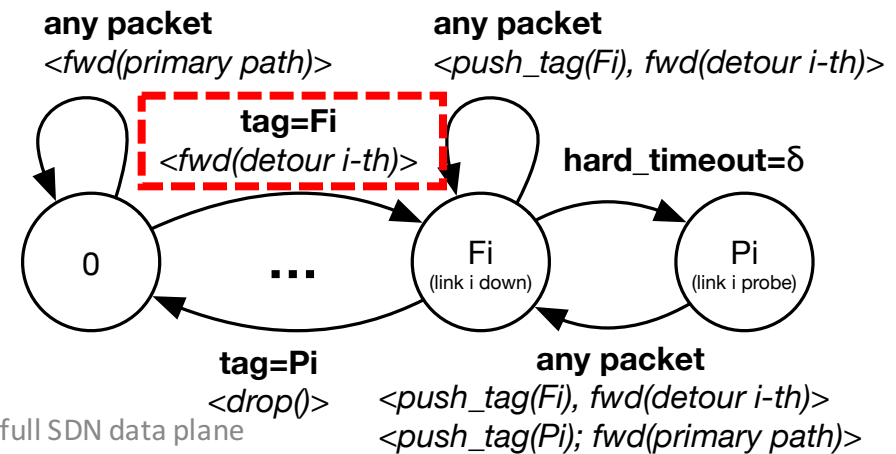 any packet
<fwd(primary path)>
any packet
<push_tag(Fi), fwd(detour i-th)>
tag=Fi
<fwd(detour i-th)>
hard_timeout=δ
0
...
Fi
(link i down)
Pi
(link i probe)
tag=Pi
<drop()>
any packet
<push_tag(Fi), fwd(detour i-th)>
<push_tag(Pi); fwd(primary path)>
full SDN data plane